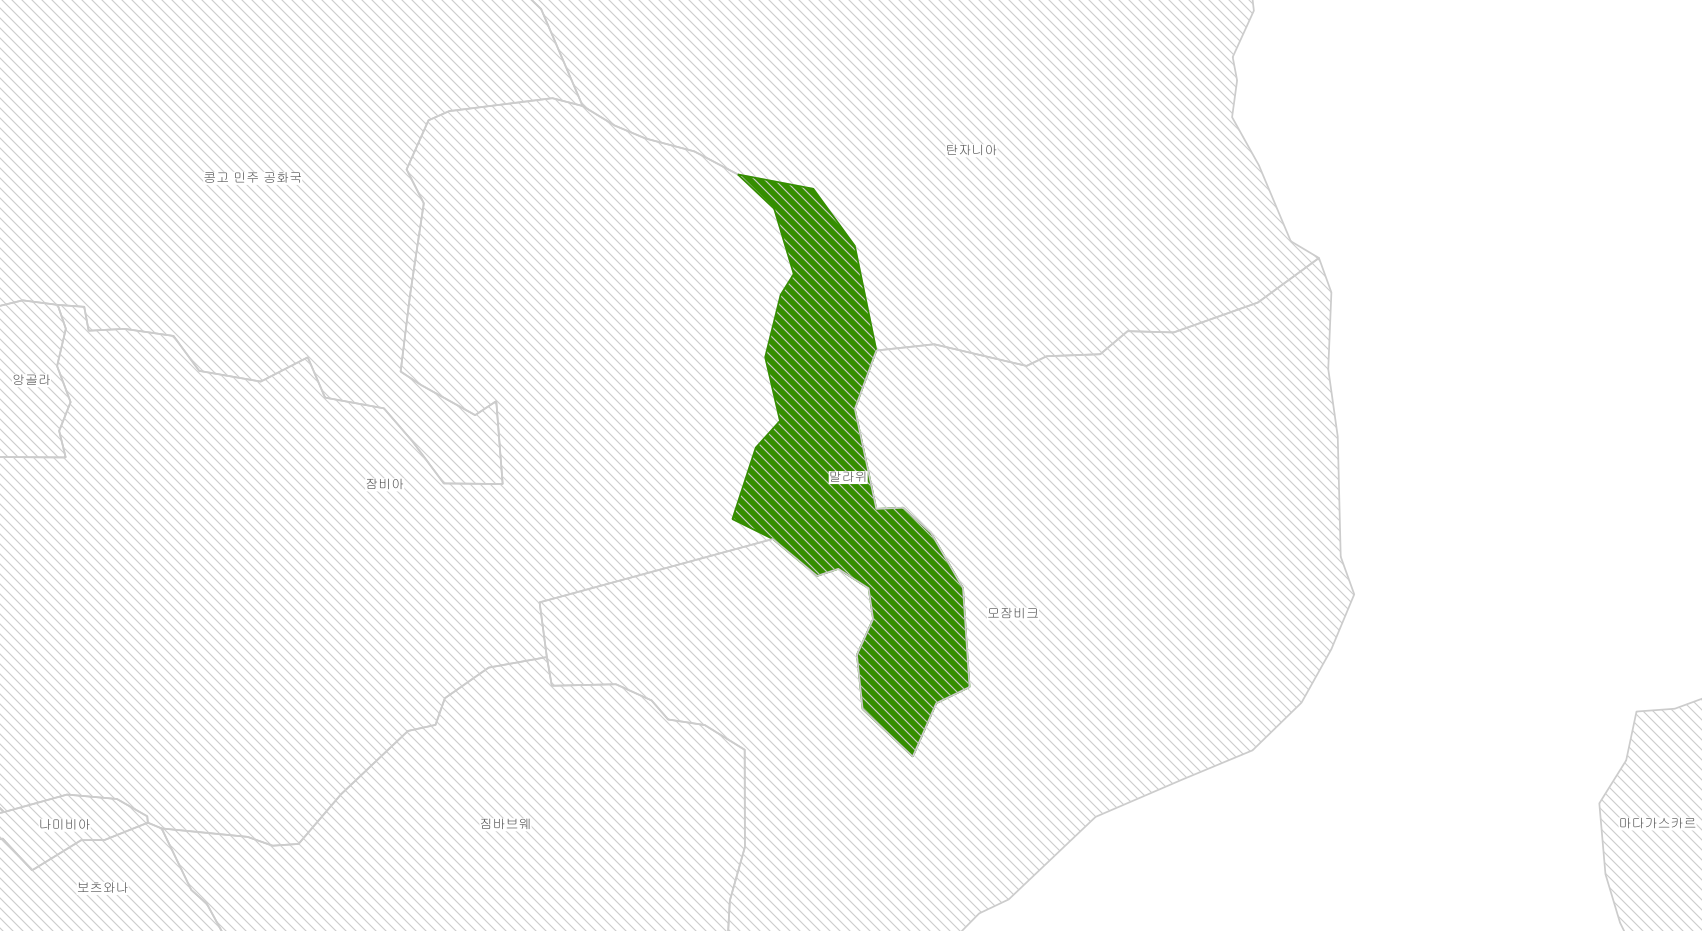 탄자니아
콩고 민주 공화국
앙골라
말라위
잠비아
모잠비크
마다가스카르
짐바브웨
나미비아
보츠와나